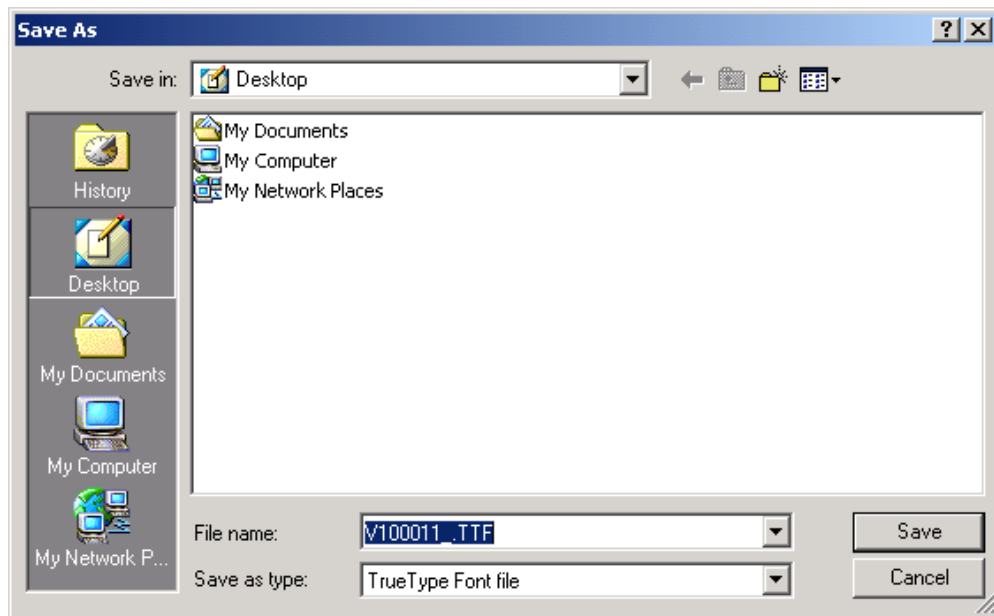 Save As
Save in: Desktop
History
Desktop
My Documents
My Computer
My Network P...
My Documents
My Computer
My Network Places
File name: V100011_.TTF
Save
Save as type: TrueType Font file
Cancel